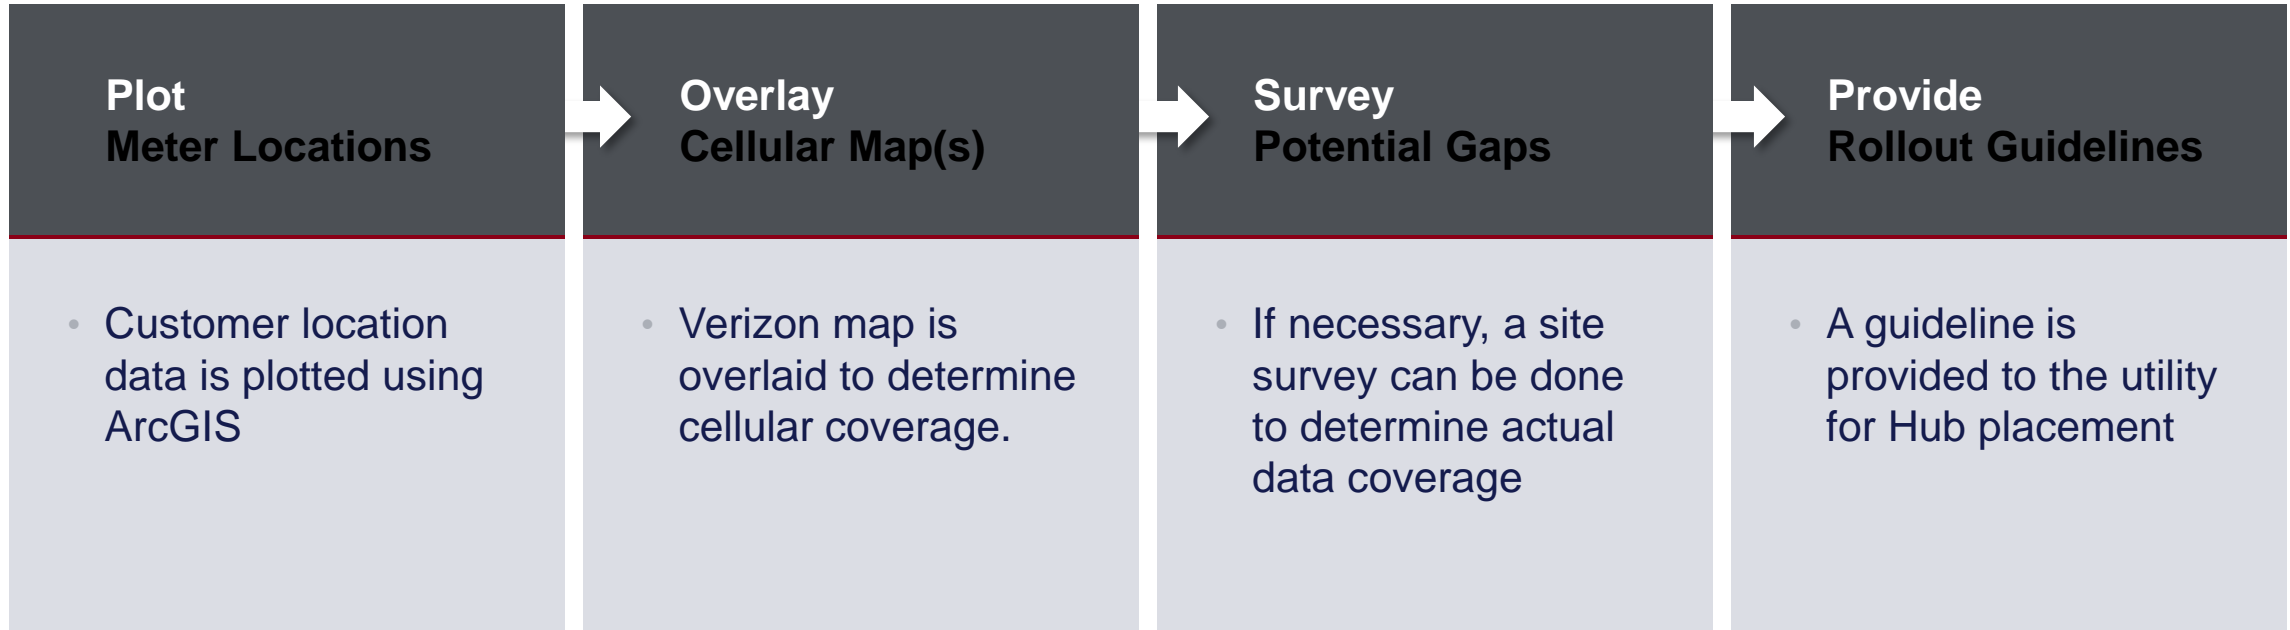 Plot
Meter Locations
• Customer location
data is plotted using
ArcGIS
Overlay
Cellular Map(s)
• Verizon map is
overlaid to determine
cellular coverage.
Survey
Potential Gaps
• If necessary, a site
survey can be done
to determine actual
data coverage
Provide
Rollout Guidelines
• A guideline is
provided to the utility
for Hub placement